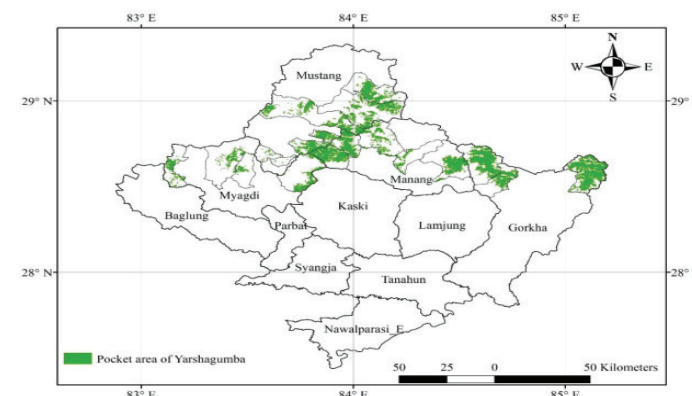 83° E 84° E 85° E
N
W E
S
Mustang
29° N
29°
Manang
Myagdi
Baglung
Kaski
Parbat
Lamjung
Gorkha
28° N
28°
Syangja
Tanahun
Nawalparasi_E
Pocket area of Yarshagumba
50 25 0 50 Kilometers
83° E 84° E 85° E